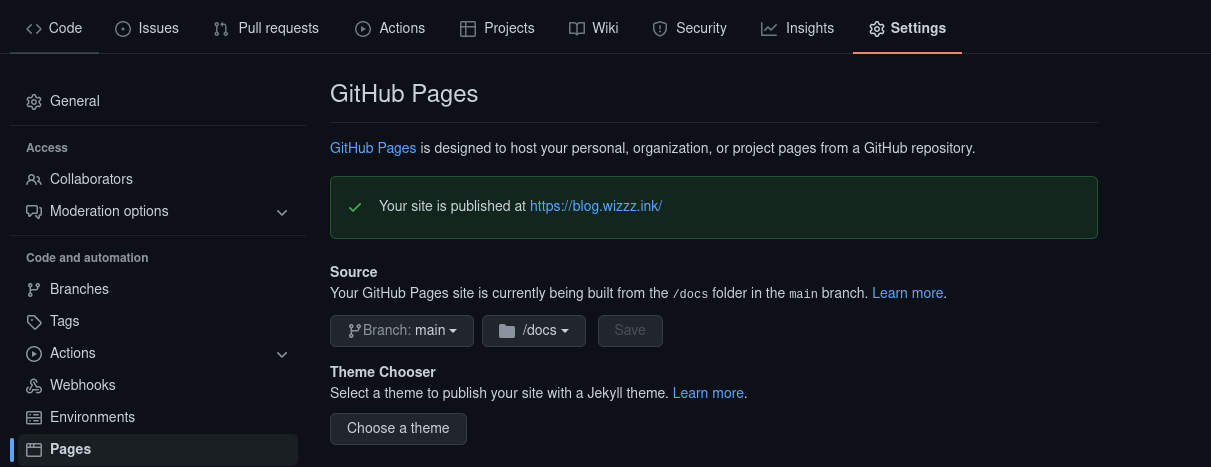 Code Issues Pull requests Actions Projects Wiki Security Insights Settings
General
Access
Collaborators
Moderation options
Code and automation
Branches
Tags
Actions
Webhooks
Environments
Pages
GitHub Pages
GitHub Pages is designed to host your personal, organization, or project pages from a GitHub repository.
Your site is published at https://blog.wizzz.ink/
Source
Your GitHub Pages site is currently being built from the /docs folder in the main branch. Learn more.
Branch: main /docs Save
Theme Chooser
Select a theme to publish your site with a Jekyll theme. Learn more.
Choose a theme